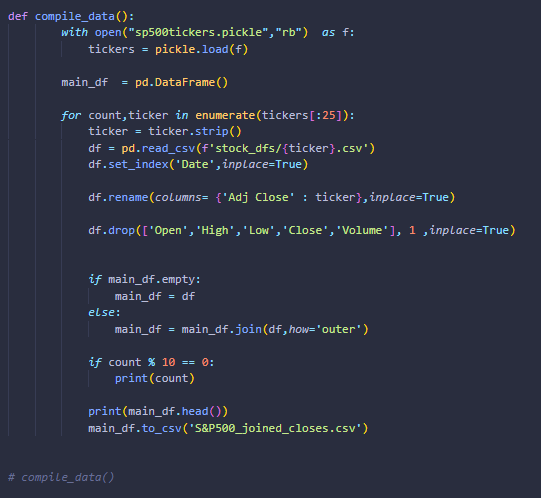 def compile_data():
        with open("sp500tickers.pickle","rb")  as f:
            tickers = pickle.load(f)

        main_df  = pd.DataFrame()

        for count,ticker in enumerate(tickers[:25]):
            ticker = ticker.strip()
            df = pd.read_csv(f'stock_dfs/{ticker}.csv')
            df.set_index('Date',inplace=True)

            df.rename(columns= {'Adj Close' : ticker},inplace=True)

            df.drop(['Open','High','Low','Close','Volume'], 1 ,inplace=True)


            if main_df.empty:
                main_df = df
            else:
                main_df = main_df.join(df,how='outer')

            if count % 10 == 0:
                print(count)

            print(main_df.head())
            main_df.to_csv('S&P500_joined_closes.csv')


# compile_data()